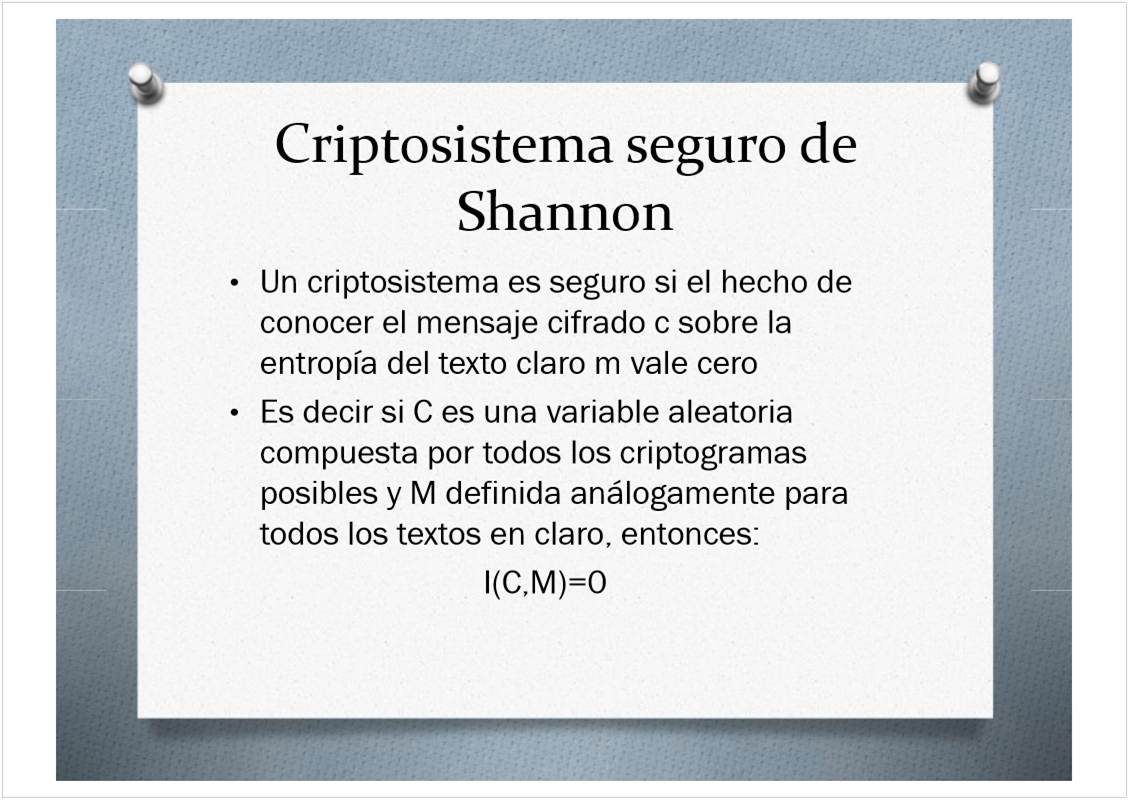 Criptosistema seguro de
Shannon
• Un criptosistema es seguro si el hecho de
conocer el mensaje cifrado c sobre la
entropía del texto claro m vale cero
• Es decir si C es una variable aleatoria
compuesta por todos los criptogramas
posibles y M definida análogamente para
todos los textos en claro, entonces:
I(C,M)=0